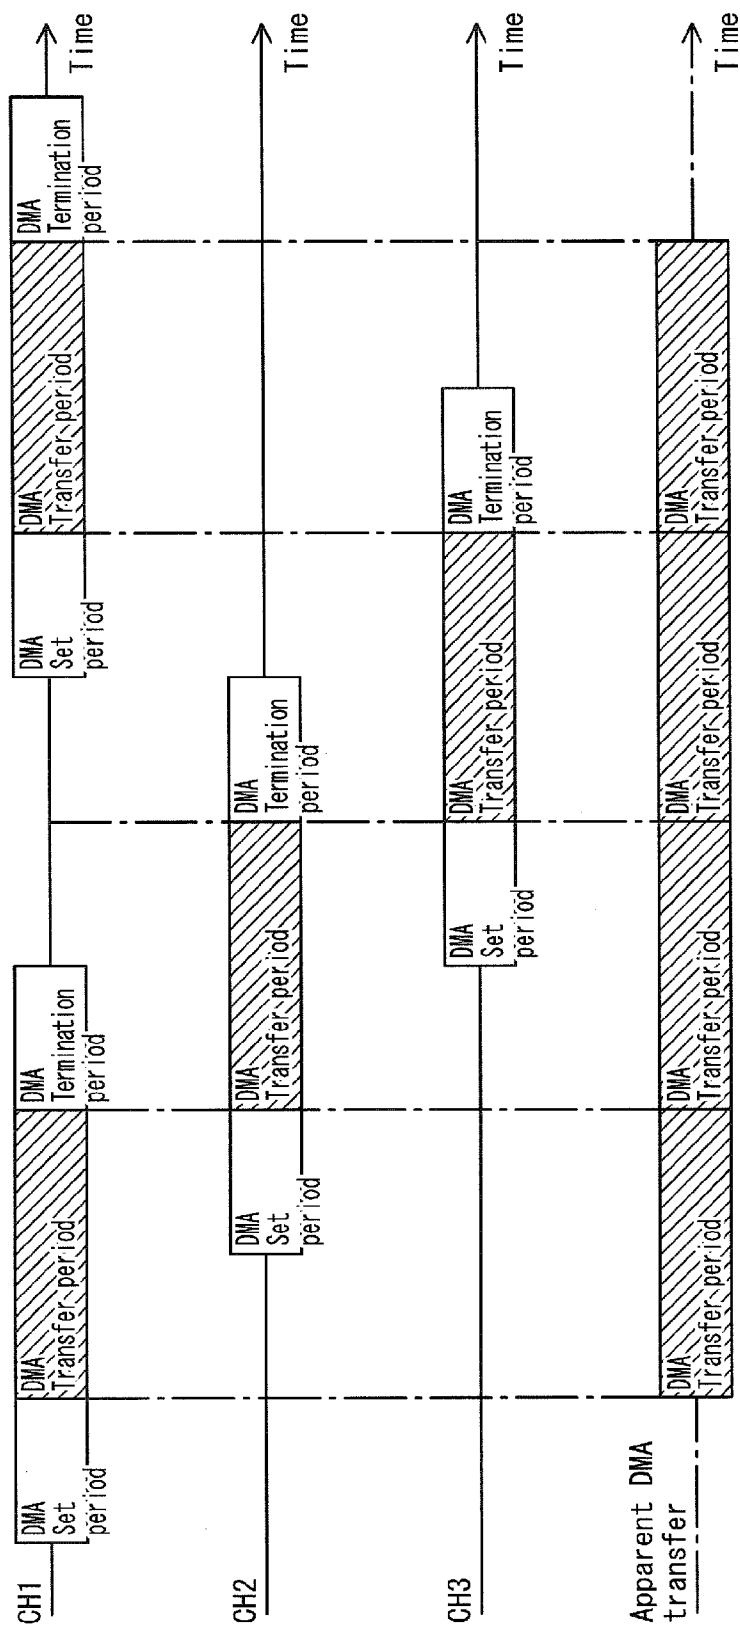 CH1
DMA
Set
period
DMA
Transfer period
DMA
Termination
period
DMA
Set
period
DMA
Transfer period
DMA
Termination
period
Time
CH2
DMA
Set
period
DMA
Transfer period
DMA
Termination
period
Time
CH3
DMA
Set
period
DMA
Transfer period
DMA
Termination
period
Time
Apparent DMA
transfer
DMA
Transfer period
DMA
Transfer period
DMA
Transfer period
DMA
Transfer period
Time